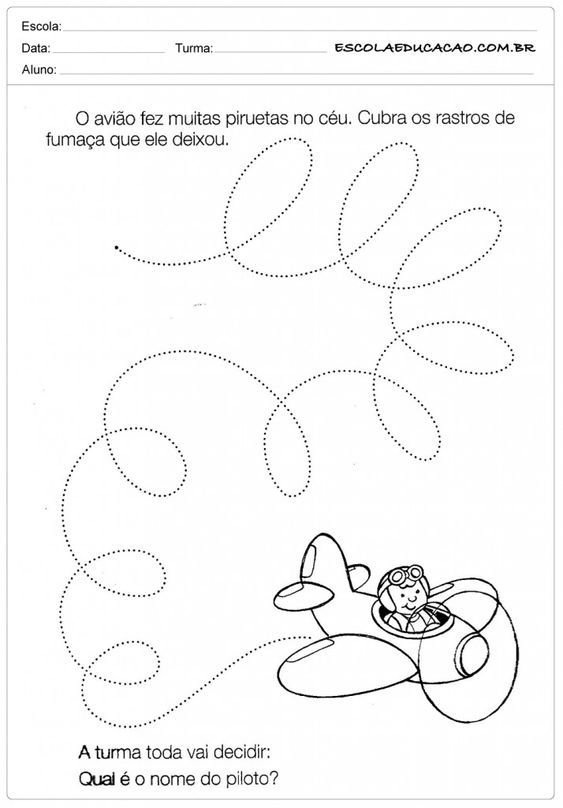 Escola:
Data: Turma: ESCOLAEDUCACAO.COM.BR
Aluno:
O avião fez muitas piruetas no céu. Cubra os rastros de
fumaça que ele deixou.
A turma toda vai decidir:
Qual é o nome do piloto?